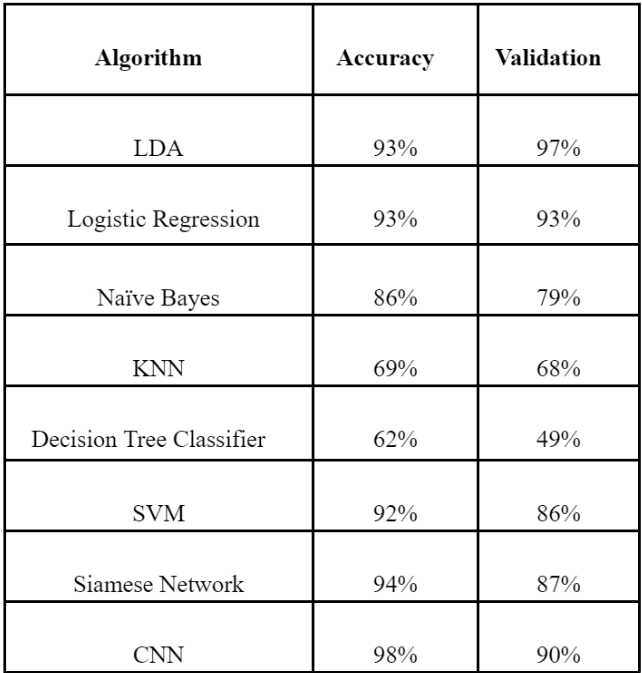 Algorithm Accuracy Validation
LDA 93% 97%
Logistic Regression 93% 93%
Naïve Bayes 86% 79%
KNN 69% 68%
Decision Tree Classifier 62% 49%
SVM 92% 86%
Siamese Network 94% 87%
CNN 98% 90%